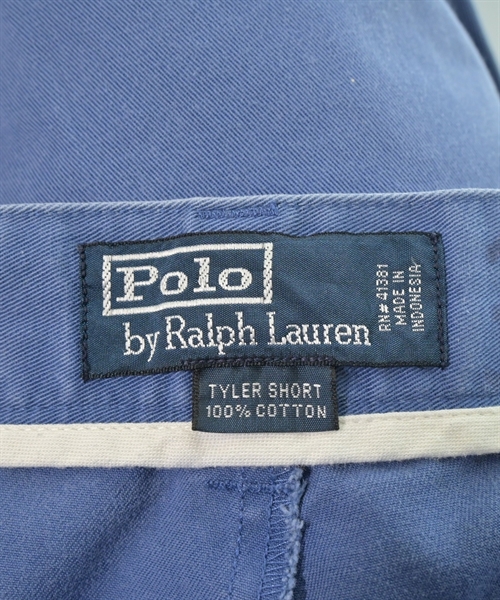 Polo
by Ralph Lauren
RN# 41381
MADE IN
INDONESIA
TYLER SHORT
100% COTTON